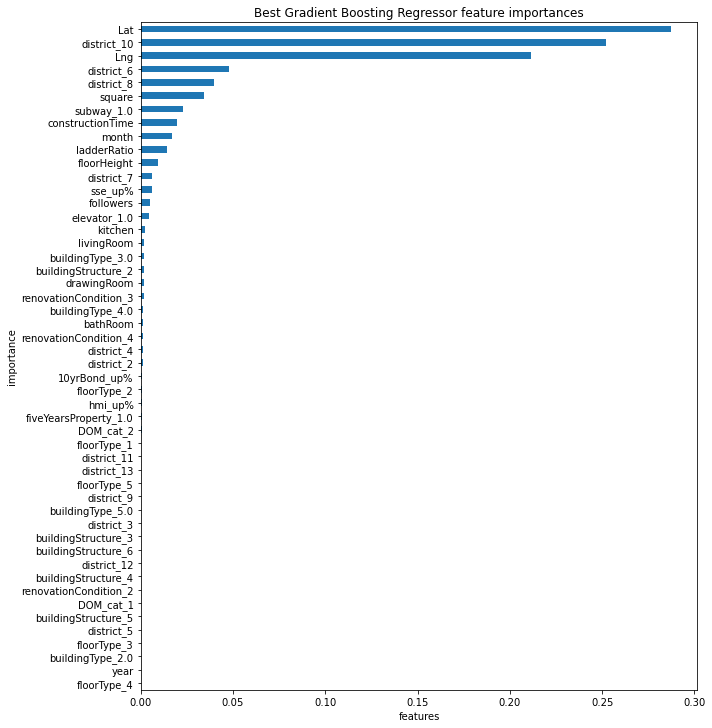 Best Gradient Boosting Regressor feature importances
Lat
district_10
Lng
district_6
district_8
square
subway_1.0
constructionTime
month
ladderRatio
floorHeight
district_7
sse_up%
followers
elevator_1.0
kitchen
livingRoom
buildingType_3.0
buildingStructure_2
drawingRoom
renovationCondition_3
buildingType_4.0
bathRoom
renovationCondition_4
district_4
district_2
10yrBond_up%
floorType_2
hmi_up%
fiveYearsProperty_1.0
DOM_cat_2
floorType_1
district_11
district_13
floorType_5
district_9
buildingType_5.0
district_3
buildingStructure_3
buildingStructure_6
district_12
buildingStructure_4
renovationCondition_2
DOM_cat_1
buildingStructure_5
district_5
floorType_3
buildingType_2.0
year
floorType_4
importance
0.00 0.05 0.10 0.15 0.20 0.25 0.30
features